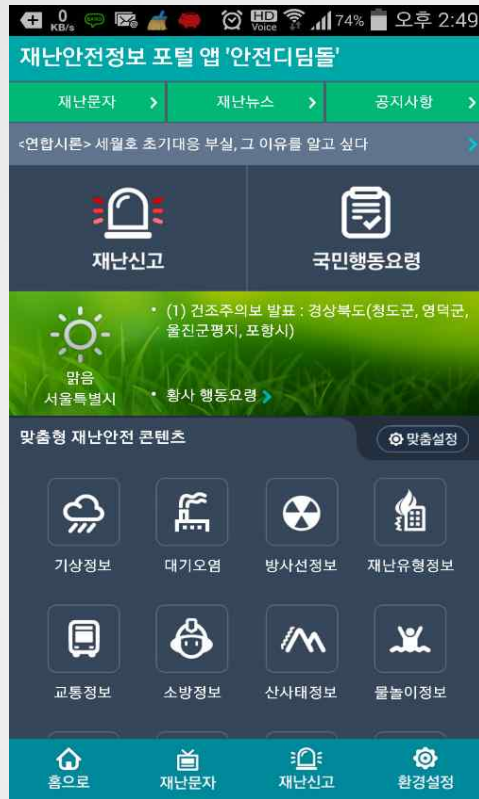 0. KB/s HD Voice 74% 오후 2:49
재난안전정보 포털 앱 '안전디딤돌'
재난문자 > 재난뉴스 > 공지사항 >
<연합시론> 세월호 초기대응 부실, 그 이유를 알고 싶다 >
재난신고 국민행동요령
• (1) 건조주의보 발표 : 경상북도(청도군, 영덕군,
울진군평지, 포항시)
맑음
서울특별시 • 황사 행동요령 >
맞춤형 재난안전 콘텐츠 맞춤설정
기상정보 대기오염 방사선정보 재난유형정보
교통정보 소방정보 산사태정보 물놀이정보
홈으로 재난문자 재난신고 환경설정